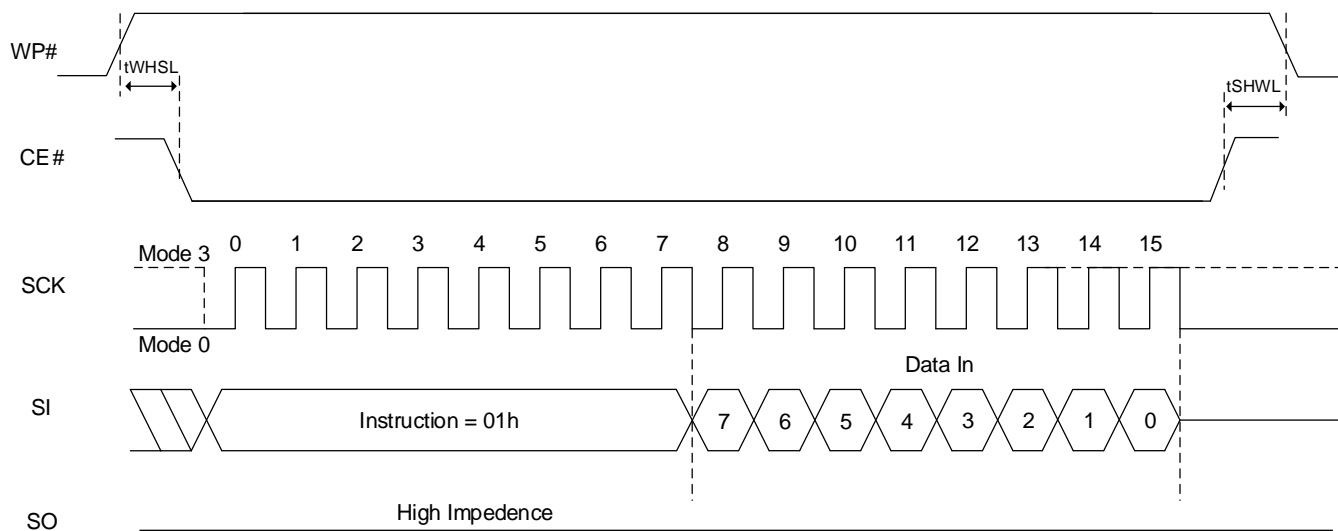 WP#
tWHSL
tSHWL
CE#
0 1 2 3 4 5 6 7 8 9 10 11 12 13 14 15
Mode 3
SCK
Mode 0
Data In
SI
Instruction = 01h
7 6 5 4 3 2 1 0
High Impedence
SO